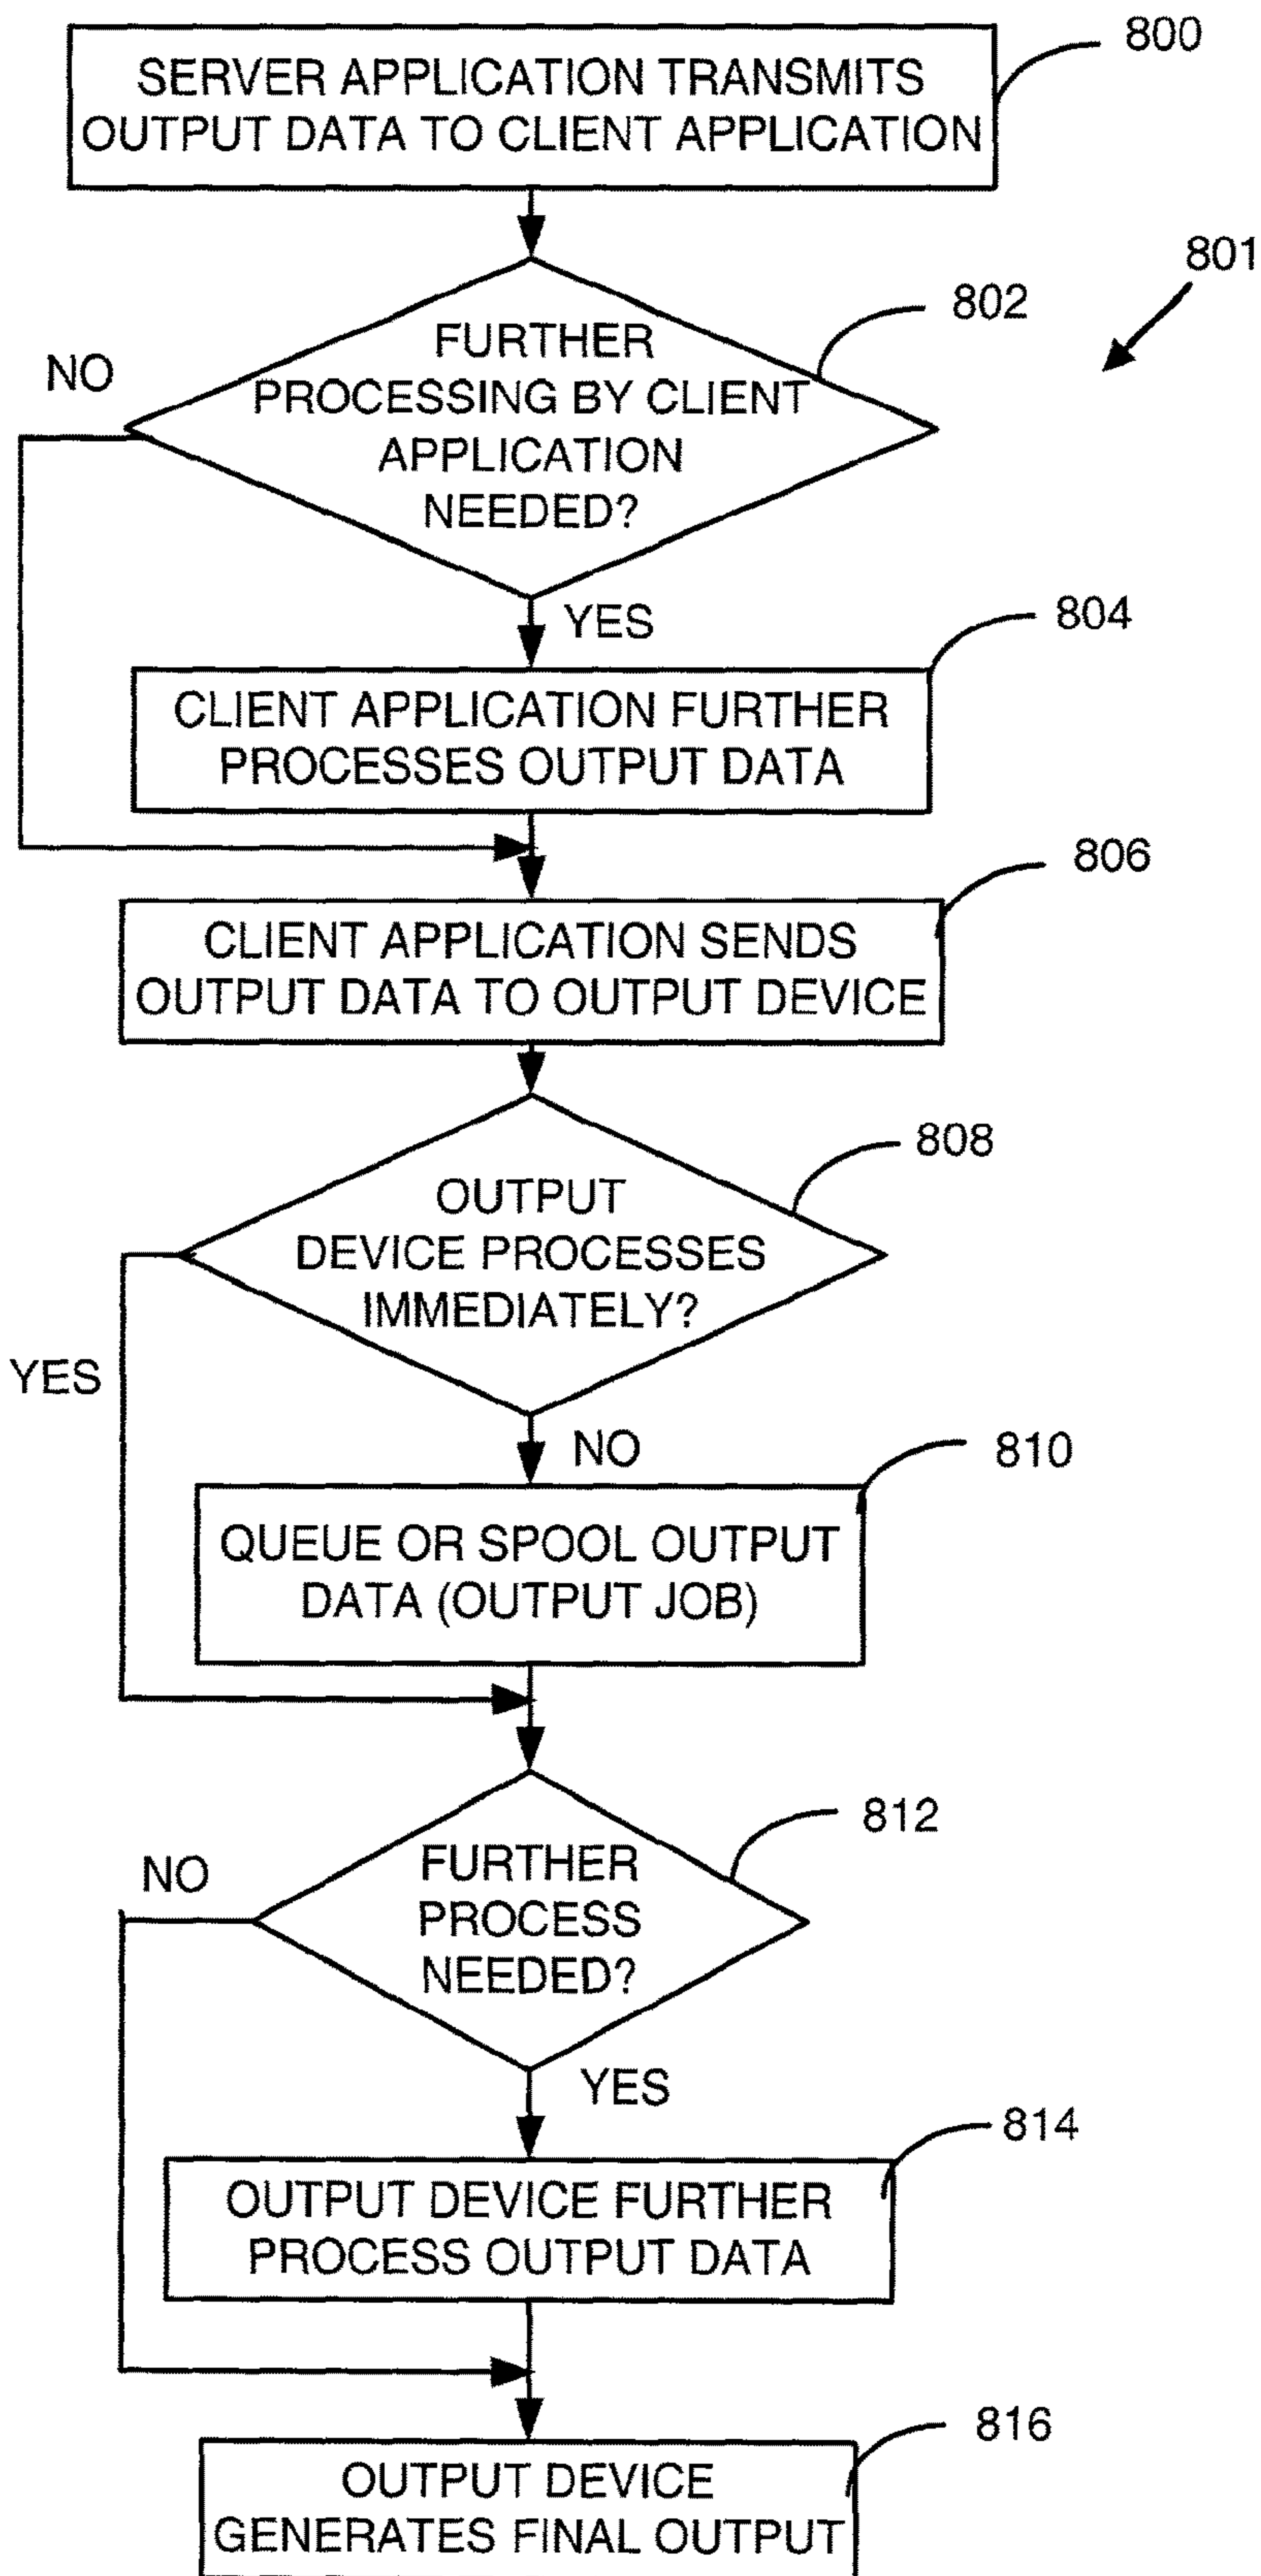 800
SERVER APPLICATION TRANSMITS
OUTPUT DATA TO CLIENT APPLICATION
801
802
NO
FURTHER
PROCESSING BY CLIENT
APPLICATION
NEEDED?
YES
804
CLIENT APPLICATION FURTHER
PROCESSES OUTPUT DATA
806
CLIENT APPLICATION SENDS
OUTPUT DATA TO OUTPUT DEVICE
808
OUTPUT
DEVICE PROCESSES
IMMEDIATELY?
YES
NO
810
QUEUE OR SPOOL OUTPUT
DATA (OUTPUT JOB)
812
NO
FURTHER
PROCESS
NEEDED?
YES
814
OUTPUT DEVICE FURTHER
PROCESS OUTPUT DATA
816
OUTPUT DEVICE
GENERATES FINAL OUTPUT